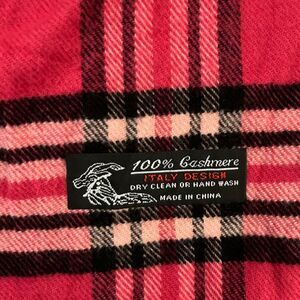 100% Cashmere
ITALY DESIGN
DRY CLEAN OR HAND WASH
MADE IN CHINA